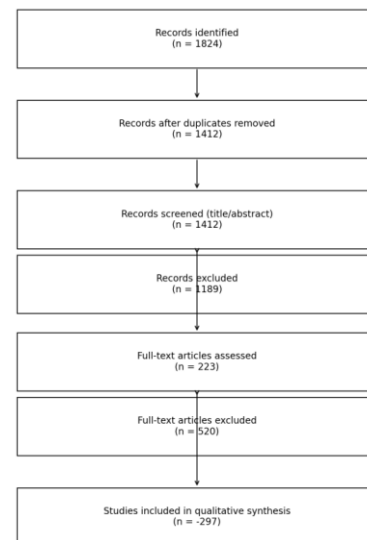 Records identified
(n = 1824)
Records after duplicates removed
(n = 1412)
Records screened (title/abstract)
(n = 1412)
Records excluded
(n = 1189)
Full-text articles assessed
(n = 223)
Full-text articles excluded
(n = 520)
Studies included in qualitative synthesis
(n = -297)